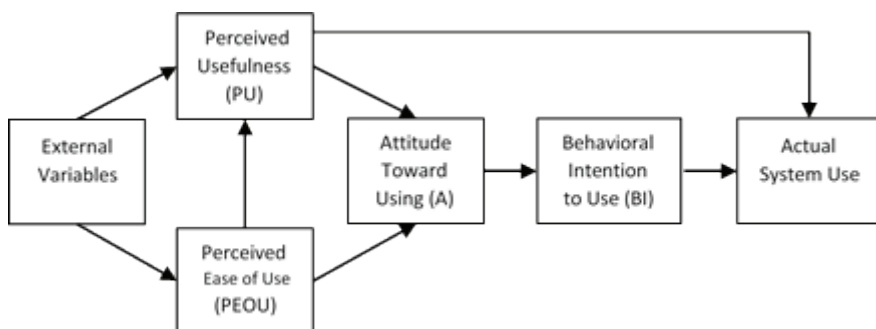 Perceived
Usefulness
(PU)
External
Variables
Perceived
Ease of Use
(PEOU)
Attitude
Toward
Using (A)
Behavioral
Intention
to Use (BI)
Actual
System Use